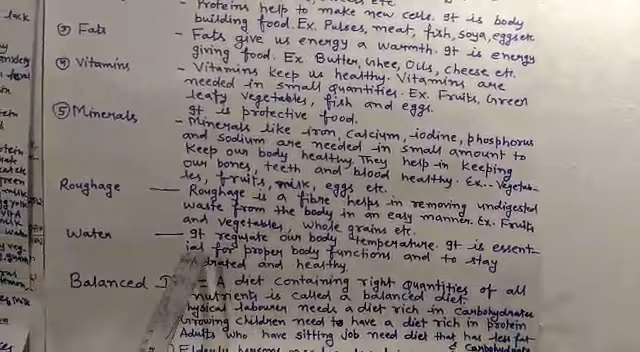 - Proteins help to make new cells. It is body
building food. Ex. Pulses, meat, fish, soya, eggs etc
③ Fats - Fats give us energy a warmth. It is energy
giving food. Ex. Butter, Ghee, Oils, cheese etc.
④ Vitamins - Vitamins keep us healthy. Vitamins are
needed in small quantities. Ex. Fruits, Green
leafy vegetables, fish and eggs.
It is protective food.
⑤ Minerals - Minerals like iron, calcium, iodine, phosphorus
and sodium are needed in small amount to
keep our body healthy. They help in keeping
our bones, teeth and blood healthy. Ex.- Vegetab-
les, fruits, milk, eggs etc.
Roughage — Roughage is a fibre helps in removing undigested
waste from the body in an easy manner. Ex. Fruits
and vegetables, whole grains etc.
Water — It regulate our body temperature. It is essent-
ial for proper body functions and to stay
hydrated and healthy.
Balanced - A diet containing right quantities of all
nutrients is called a balanced diet.
Physical labourer needs a diet rich in carbohydrates
Growing children need to have a diet rich in protein
Adults who have sitting job need diet that has less fat
& Carbohydrate
lack